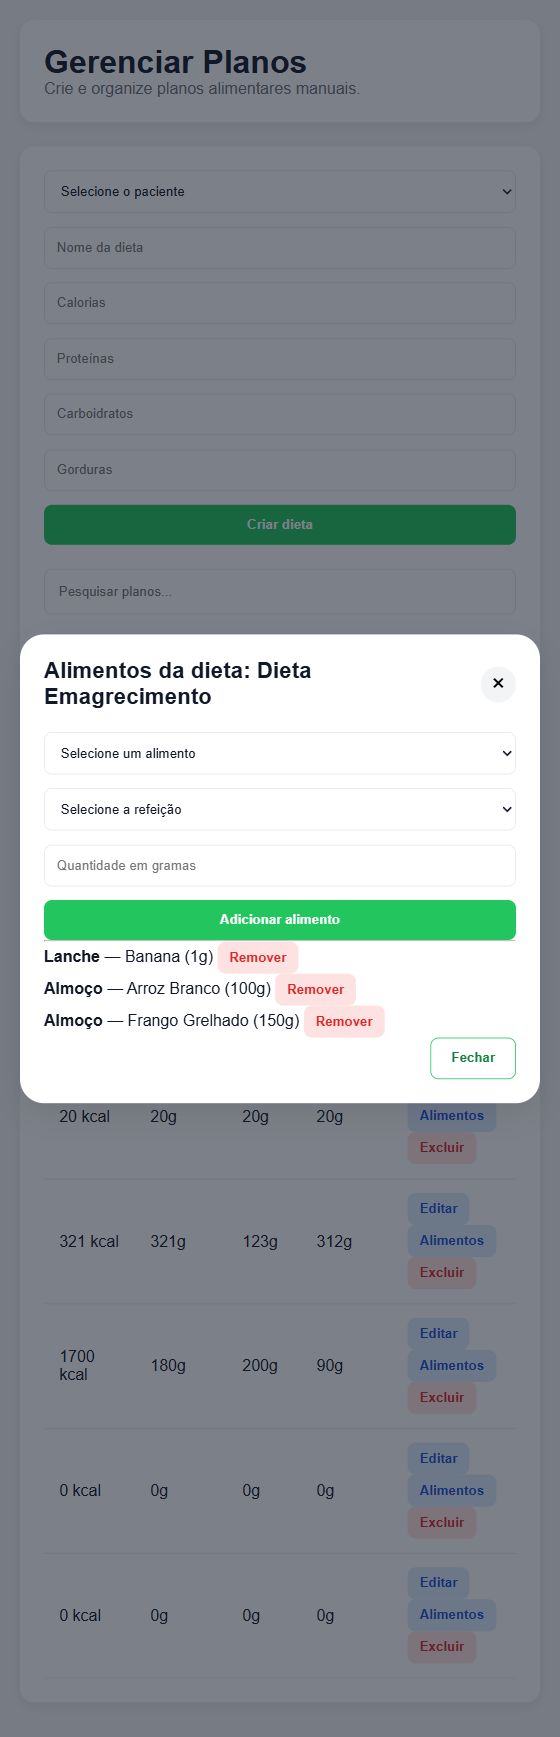 Gerenciar Planos
Crie e organize planos alimentares manuais.
Selecione o paciente
Nome da dieta
Calorias
Proteínas
Carboidratos
Gorduras
Criar dieta
Pesquisar planos...
Alimentos da dieta: Dieta
Emagrecimento
✕
Selecione um alimento
Selecione a refeição
Quantidade em gramas
Adicionar alimento
Lanche — Banana (1g) Remover
Almoço — Arroz Branco (100g) Remover
Almoço — Frango Grelhado (150g) Remover
Fechar
20 kcal 20g 20g 20g Alimentos
Excluir
Editar
321 kcal 321g 123g 312g Alimentos
Excluir
Editar
1700
kcal 180g 200g 90g Alimentos
Excluir
Editar
0 kcal 0g 0g 0g Alimentos
Excluir
Editar
0 kcal 0g 0g 0g Alimentos
Excluir